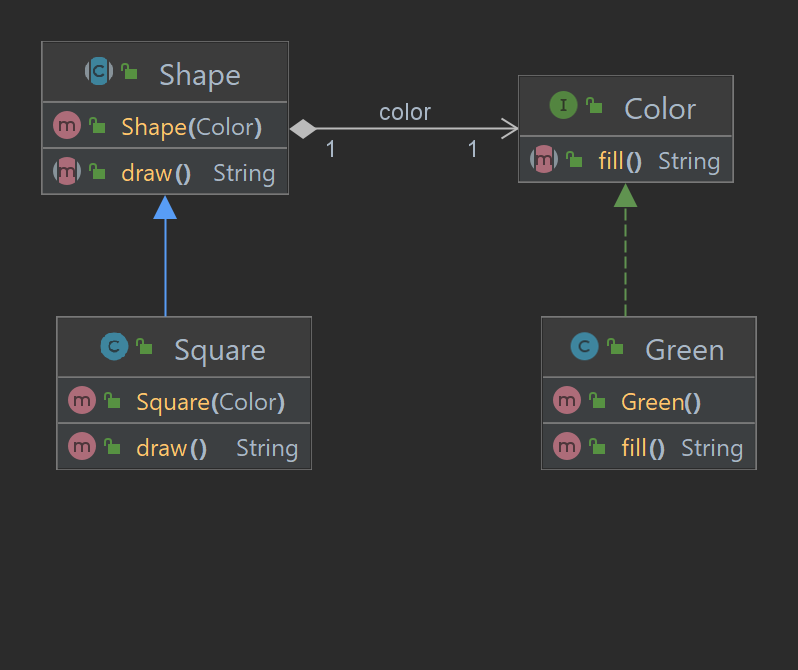 Shape
Shape(Color)
draw() String
color
1
1
Color
fill() String
Square
Square(Color)
draw() String
Green
Green()
fill() String